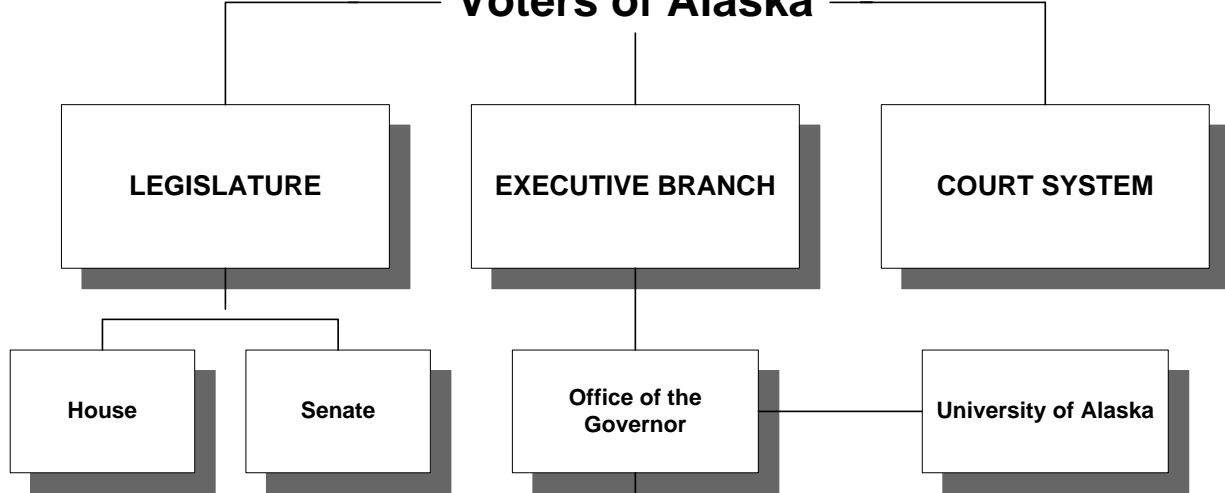 Voters of Alaska
LEGISLATURE
EXECUTIVE BRANCH
COURT SYSTEM
House
Senate
Office of the
Governor
University of Alaska